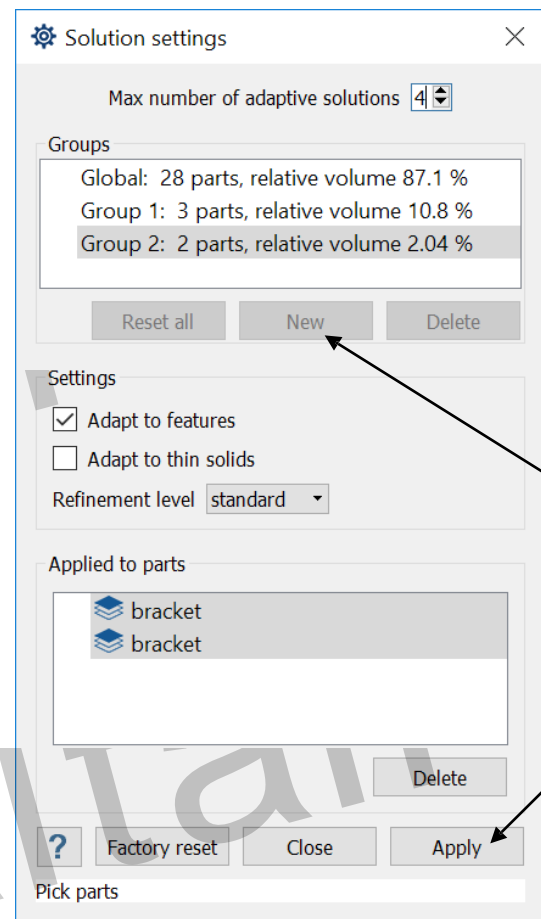 Solution settings
Max number of adaptive solutions 4
Groups
Global: 28 parts, relative volume 87.1 %
Group 1: 3 parts, relative volume 10.8 %
Group 2: 2 parts, relative volume 2.04 %
Reset all New Delete
Settings
Adapt to features
Adapt to thin solids
Refinement level standard
Applied to parts
bracket
bracket
Delete
? Factory reset Close Apply
Pick parts